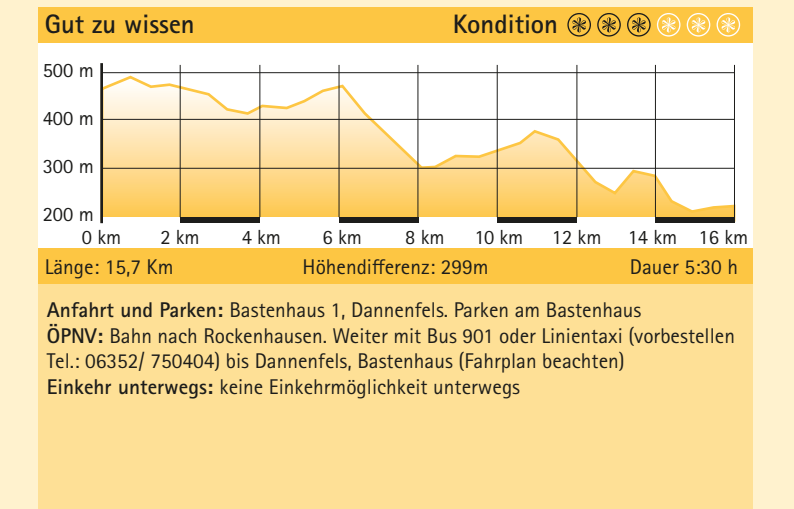 Gut zu wissen Kondition
500 m
400 m
300 m
200 m
0 km 2 km 4 km 6 km 8 km 10 km 12 km 14 km 16 km
Länge: 15,7 Km Höhendifferenz: 299m Dauer 5:30 h
Anfahrt und Parken: Bastenhaus 1, Dannenfels. Parken am Bastenhaus
ÖPNV: Bahn nach Rockenhausen. Weiter mit Bus 901 oder Linientaxi (vorbestellen
Tel.: 06352/ 750404) bis Dannenfels, Bastenhaus (Fahrplan beachten)
Einkehr unterwegs: keine Einkehrmöglichkeit unterwegs